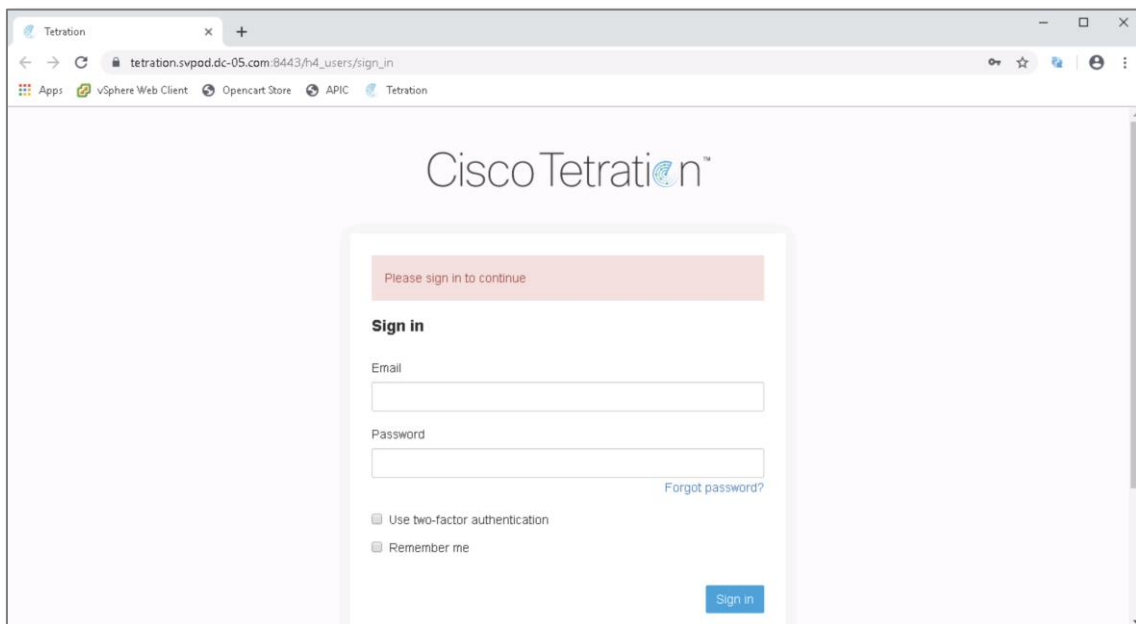 Tetration
tetration.svpod.dc-05.com:8443/h4_users/sign_in
Apps vSphere Web Client Opencart Store APIC Tetration
Cisco Tetration™
Please sign in to continue
Sign in
Email
Password
Forgot password?
Use two-factor authentication
Remember me
Sign in